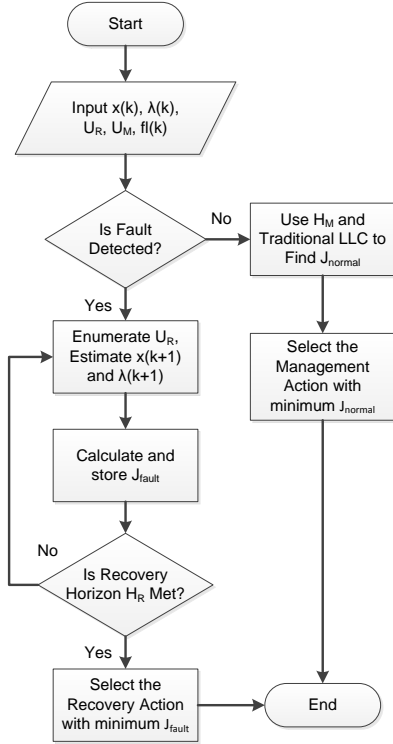 Start
Input x(k), λ(k),
U_R, U_M, fl(k)
Is Fault
Detected?
No
Use H_M and
Traditional LLC to
Find J_normal
Yes
Enumerate U_R,
Estimate x(k+1)
and λ(k+1)
Select the
Management
Action with
minimum J_normal
Calculate and
store J_fault
No
Is Recovery
Horizon H_R Met?
Yes
Select the
Recovery Action
with minimum J_fault
End